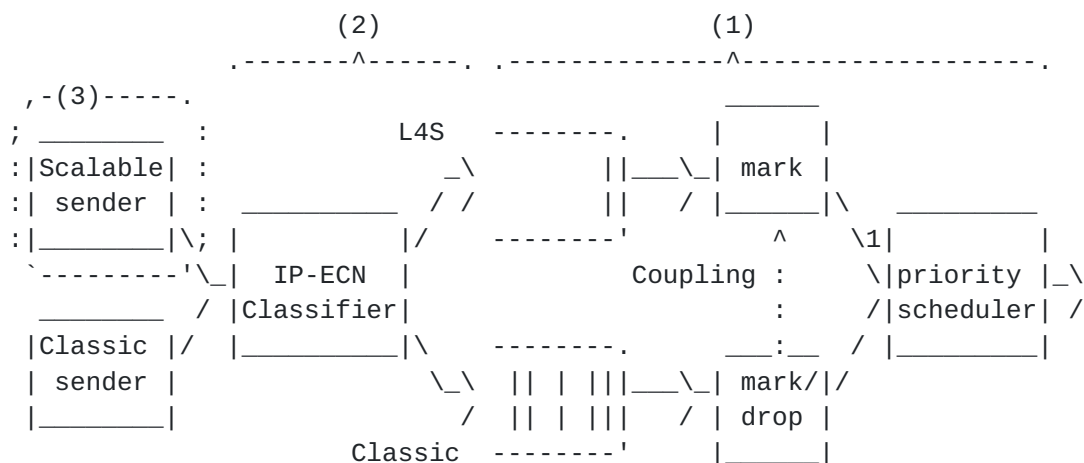 (2) (1)
(3)
L4S
Scalable mark
sender
1
IP-ECN Coupling priority
Classifier scheduler
Classic
sender mark/
drop
Classic